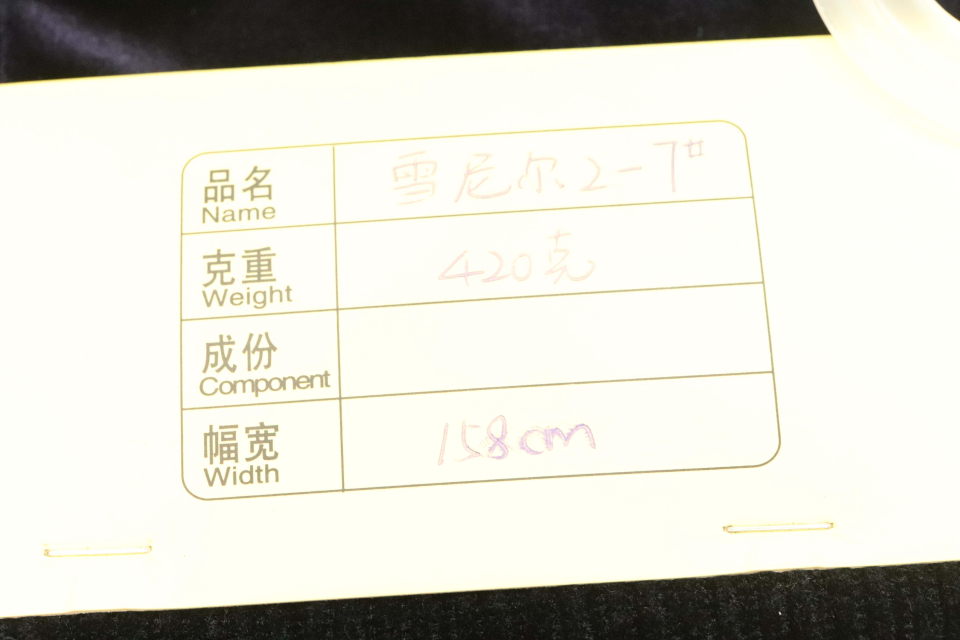 品名 雪尼尔2-7#
Name
克重 420克
Weight
成份
Component
幅宽 158cm
Width